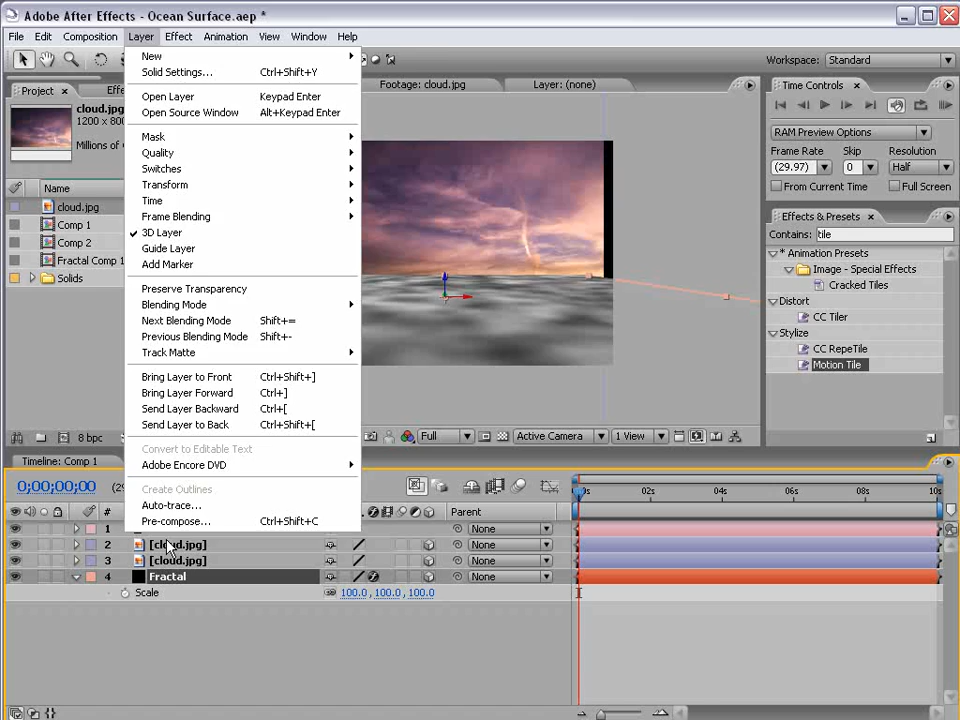 Adobe After Effects - Ocean Surface.aep *
File Edit Composition Layer Effect Animation View Window Help
Workspace: Standard
Project
Footage: cloud.jpg
Layer: (none)
Time Controls
cloud.jpg
1200 x 800
Millions of
RAM Preview Options
Frame Rate Skip Resolution
(29.97) 0 Half
From Current Time Full Screen
Effects & Presets
Contains: tile
* Animation Presets
Image - Special Effects
Cracked Tiles
Distort
CC Tiler
Stylize
CC RepeTile
Motion Tile
Name
cloud.jpg
Comp 1
Comp 2
Fractal Comp 1
Solids
8 bpc
New
Solid Settings... Ctrl+Shift+Y
Open Layer Keypad Enter
Open Source Window Alt+Keypad Enter
Mask
Quality
Switches
Transform
Time
Frame Blending
3D Layer
Guide Layer
Add Marker
Preserve Transparency
Blending Mode
Next Blending Mode Shift+=
Previous Blending Mode Shift+-
Track Matte
Bring Layer to Front Ctrl+Shift+]
Bring Layer Forward Ctrl+]
Send Layer Backward Ctrl+[
Send Layer to Back Ctrl+Shift+[
Convert to Editable Text
Adobe Encore DVD
Create Outlines
Auto-trace...
Pre-compose... Ctrl+Shift+C
Full Active Camera 1 View
Timeline: Comp 1
0;00;00;00
02s 04s 06s 08s 10s
# Parent
1 None
2 [cloud.jpg] None
3 [cloud.jpg] None
4 Fractal None
Scale 100.0, 100.0, 100.0